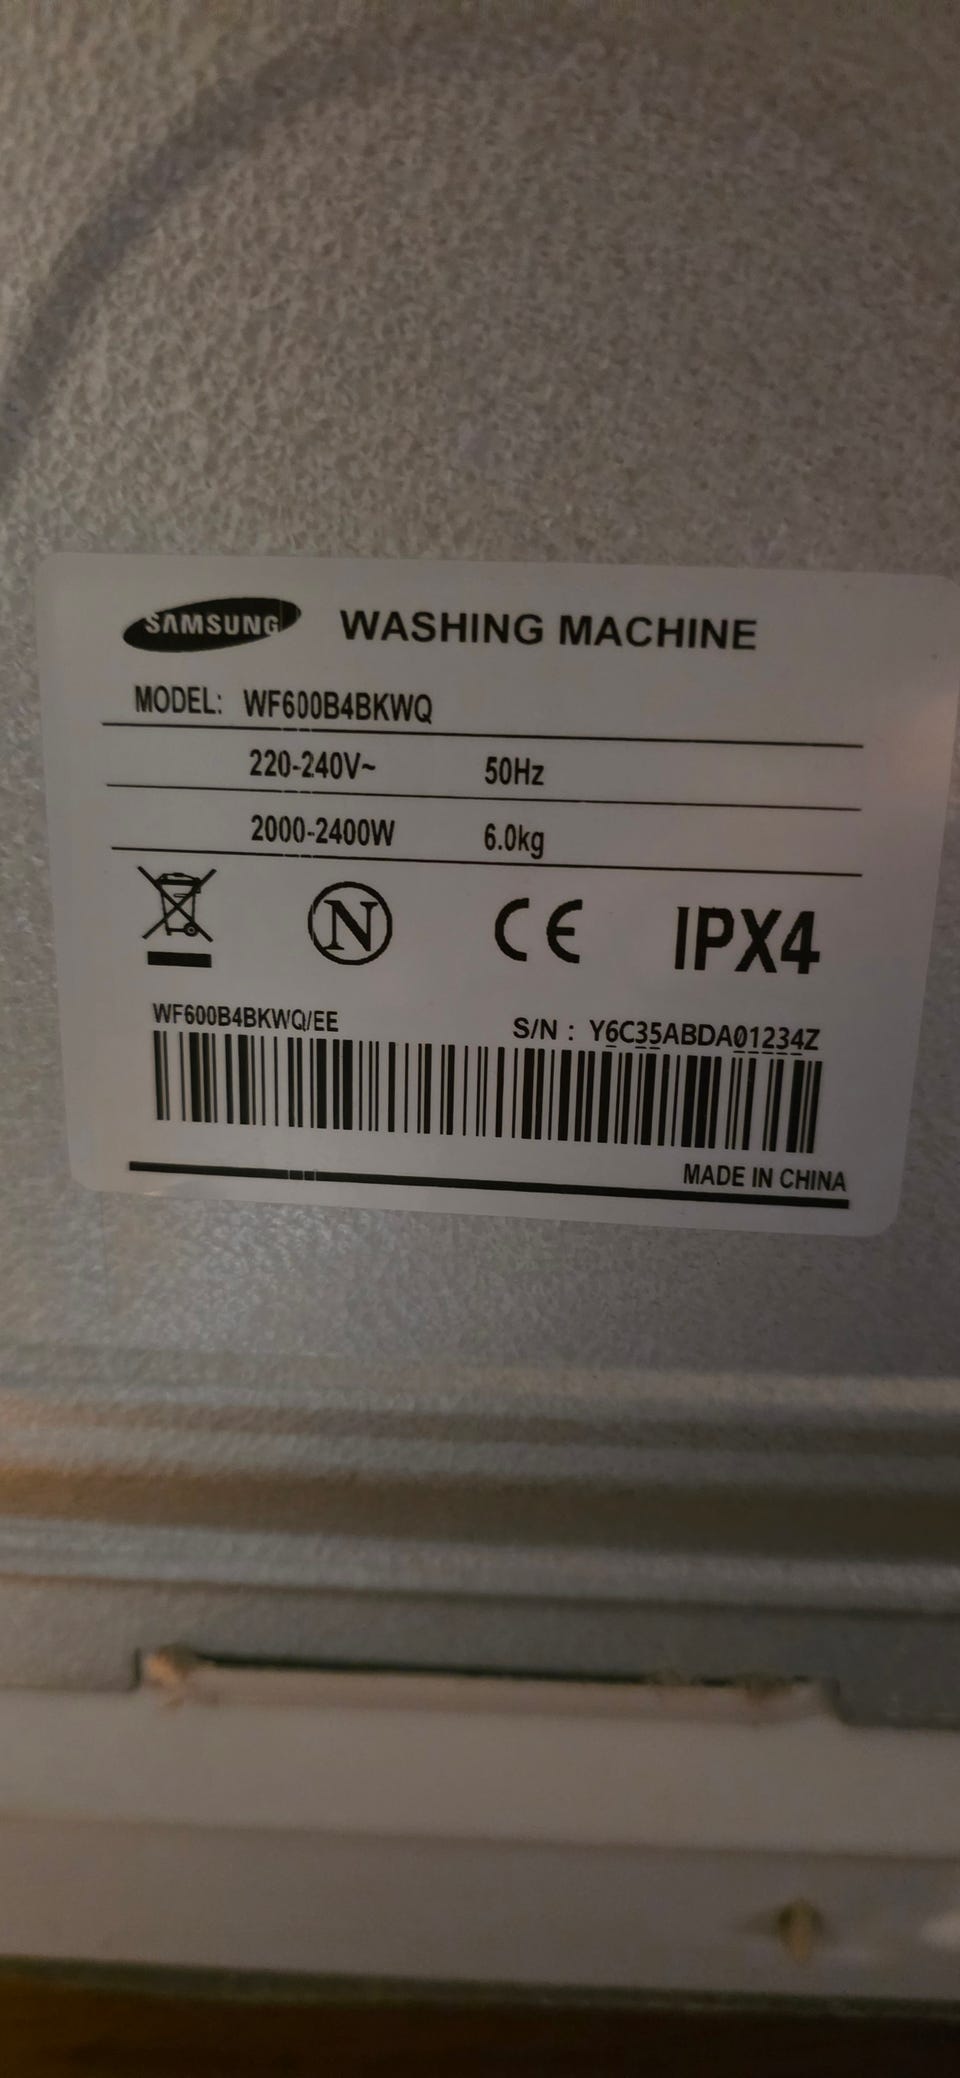 SAMSUNG WASHING MACHINE
MODEL: WF600B4BKWQ
220-240V~ 50Hz
2000-2400W 6.0kg
N CE IPX4
WF600B4BKWQ/EE S/N : Y6C35ABDA01234Z
MADE IN CHINA